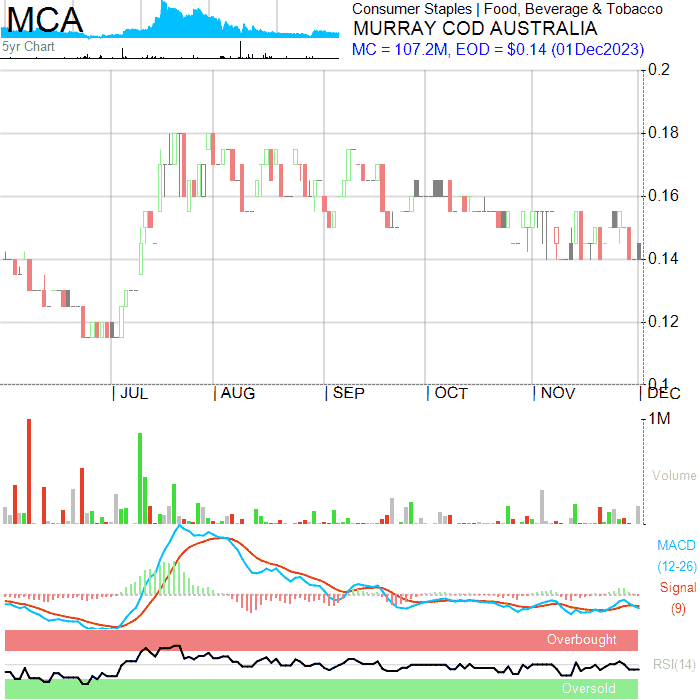 MCA
5yr Chart
Consumer Staples | Food, Beverage & Tobacco
MURRAY COD AUSTRALIA
MC = 107.2M, EOD = $0.14 (01Dec2023)
0.2
0.18
0.16
0.14
0.12
0.1
JUL AUG SEP OCT NOV DEC
1M
Volume
MACD
(12-26)
Signal
(9)
Overbought
RSI(14)
Oversold